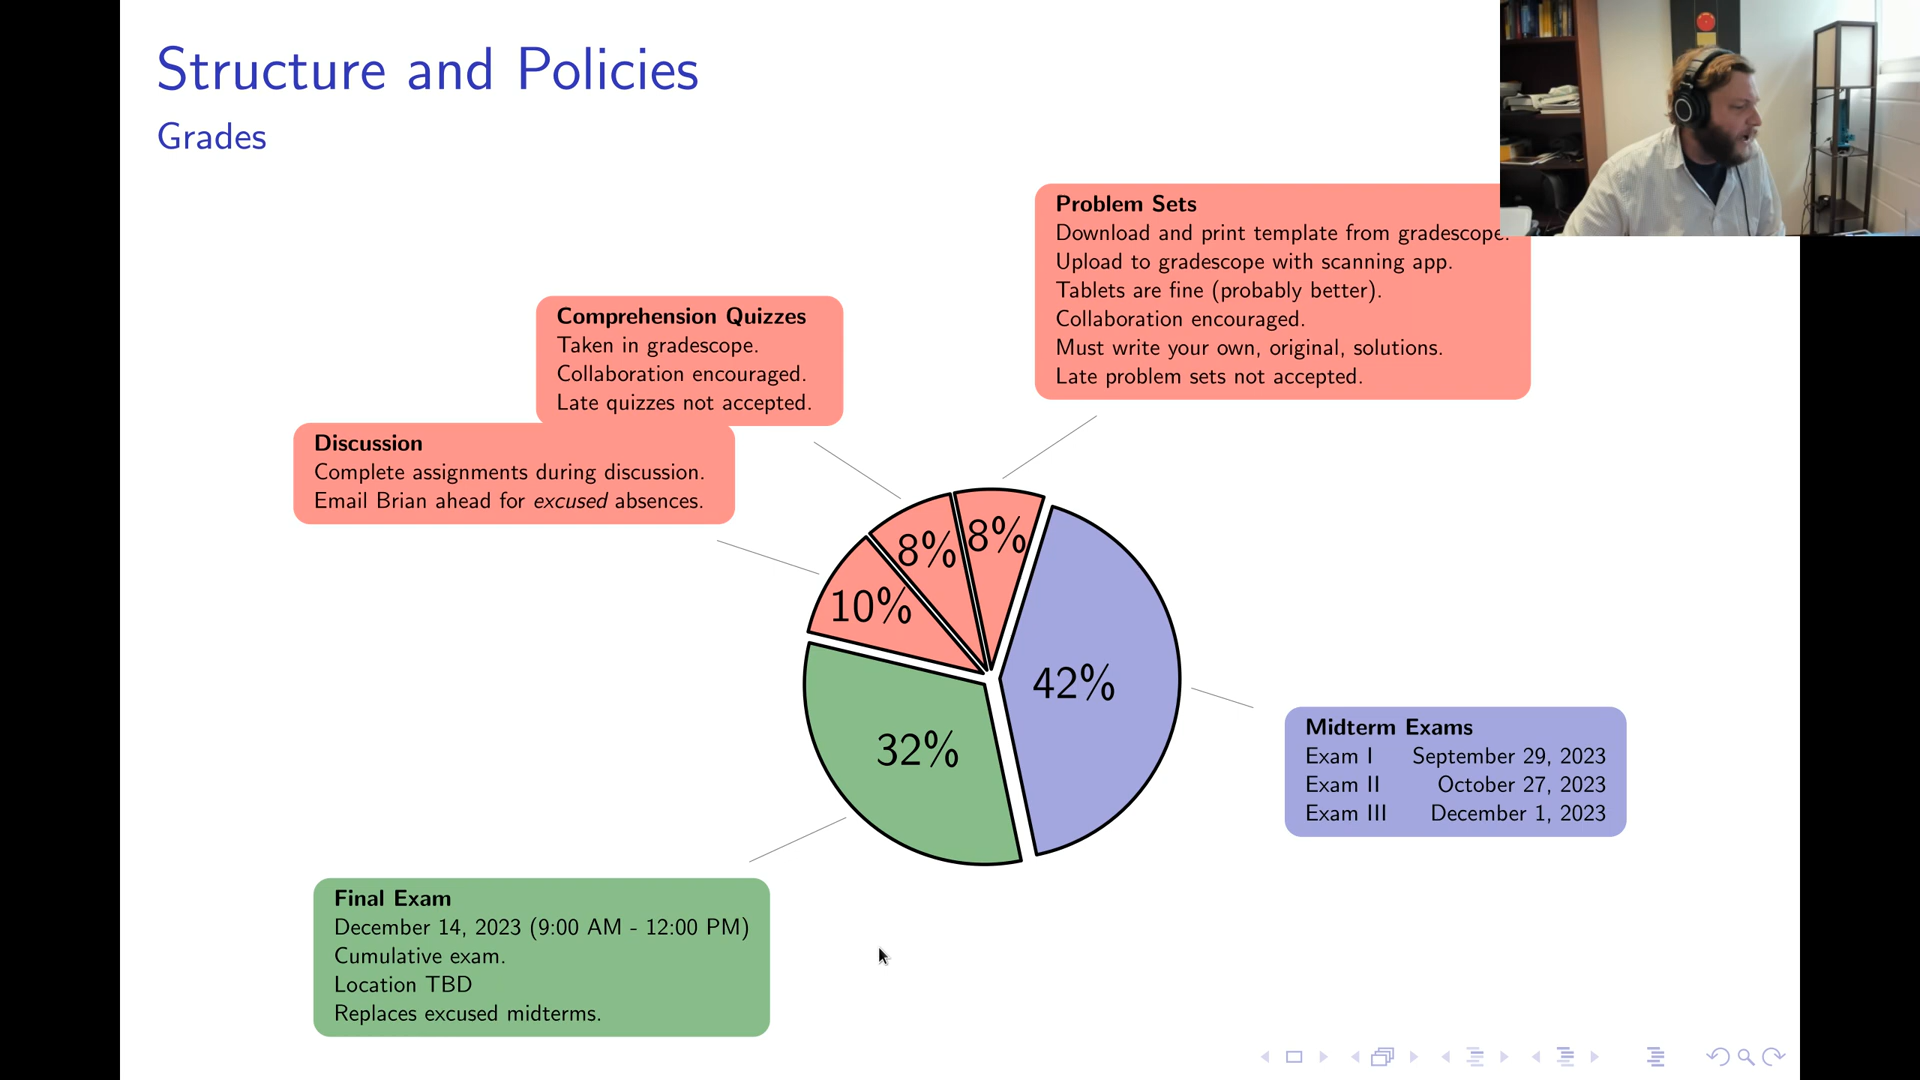 Structure and Policies
Grades
Problem Sets
Download and print template from gradescope.
Upload to gradescope with scanning app.
Tablets are fine (probably better).
Collaboration encouraged.
Must write your own, original, solutions.
Late problem sets not accepted.
Comprehension Quizzes
Taken in gradescope.
Collaboration encouraged.
Late quizzes not accepted.
Discussion
Complete assignments during discussion.
Email Brian ahead for excused absences.
8%
8%
10%
42%
32%
Midterm Exams
Exam I September 29, 2023
Exam II October 27, 2023
Exam III December 1, 2023
Final Exam
December 14, 2023 (9:00 AM - 12:00 PM)
Cumulative exam.
Location TBD
Replaces excused midterms.